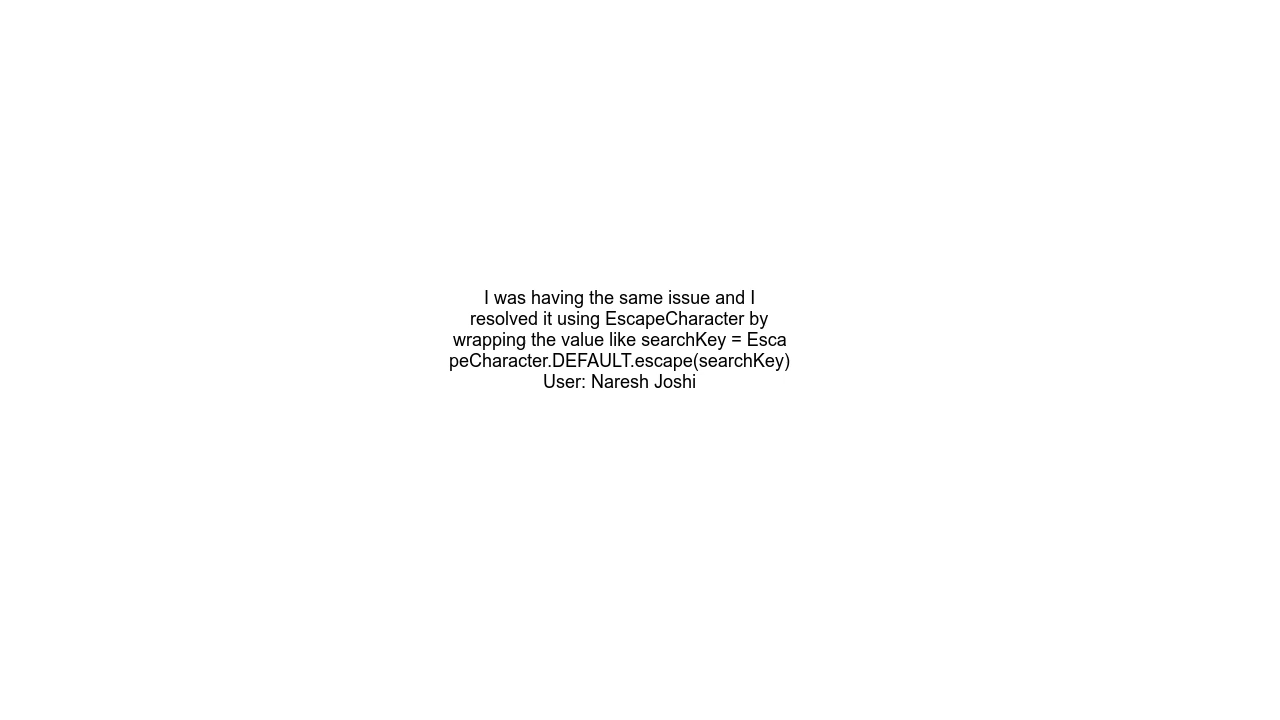 I was having the same issue and I
resolved it using EscapeCharacter by
wrapping the value like searchKey = Esca
peCharacter.DEFAULT.escape(searchKey)
User: Naresh Joshi